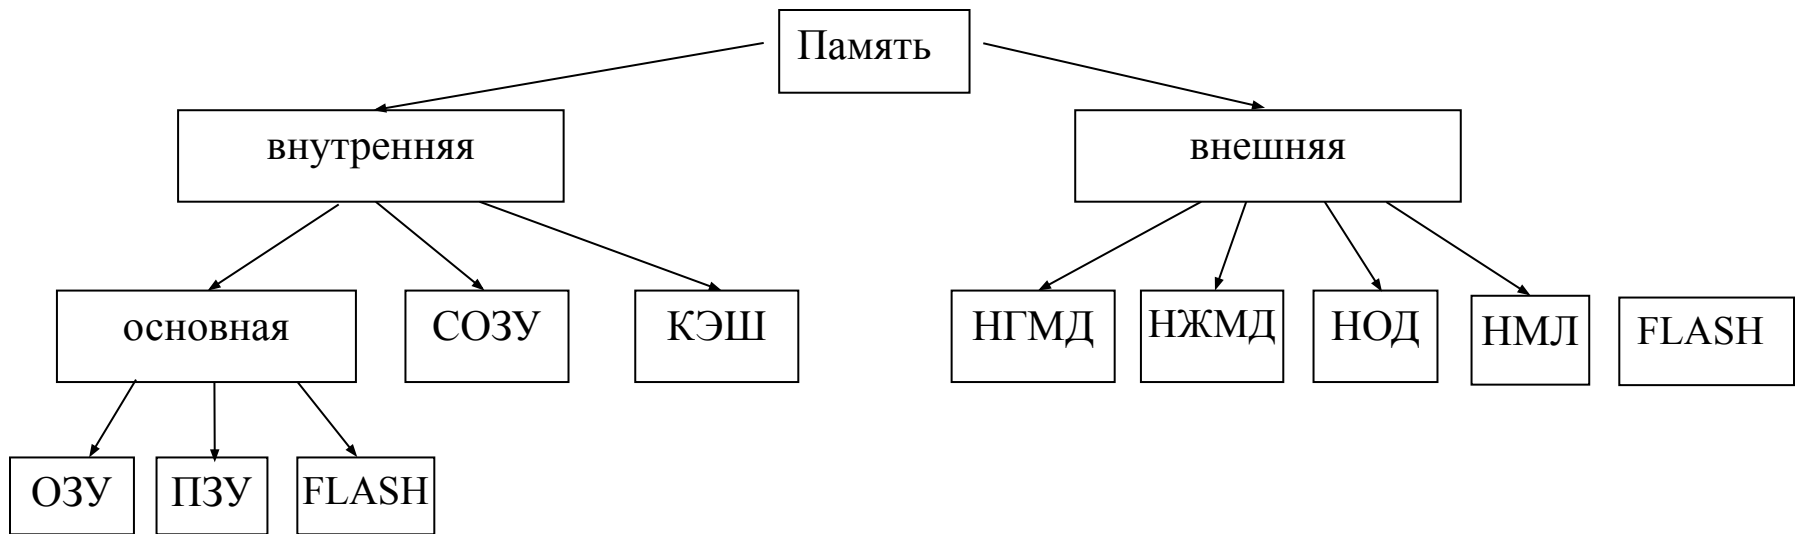 Память
внутренняя
внешняя
основная
СОЗУ
КЭШ
НГМД
НЖМД
НОД
НМЛ
FLASH
ОЗУ
ПЗУ
FLASH